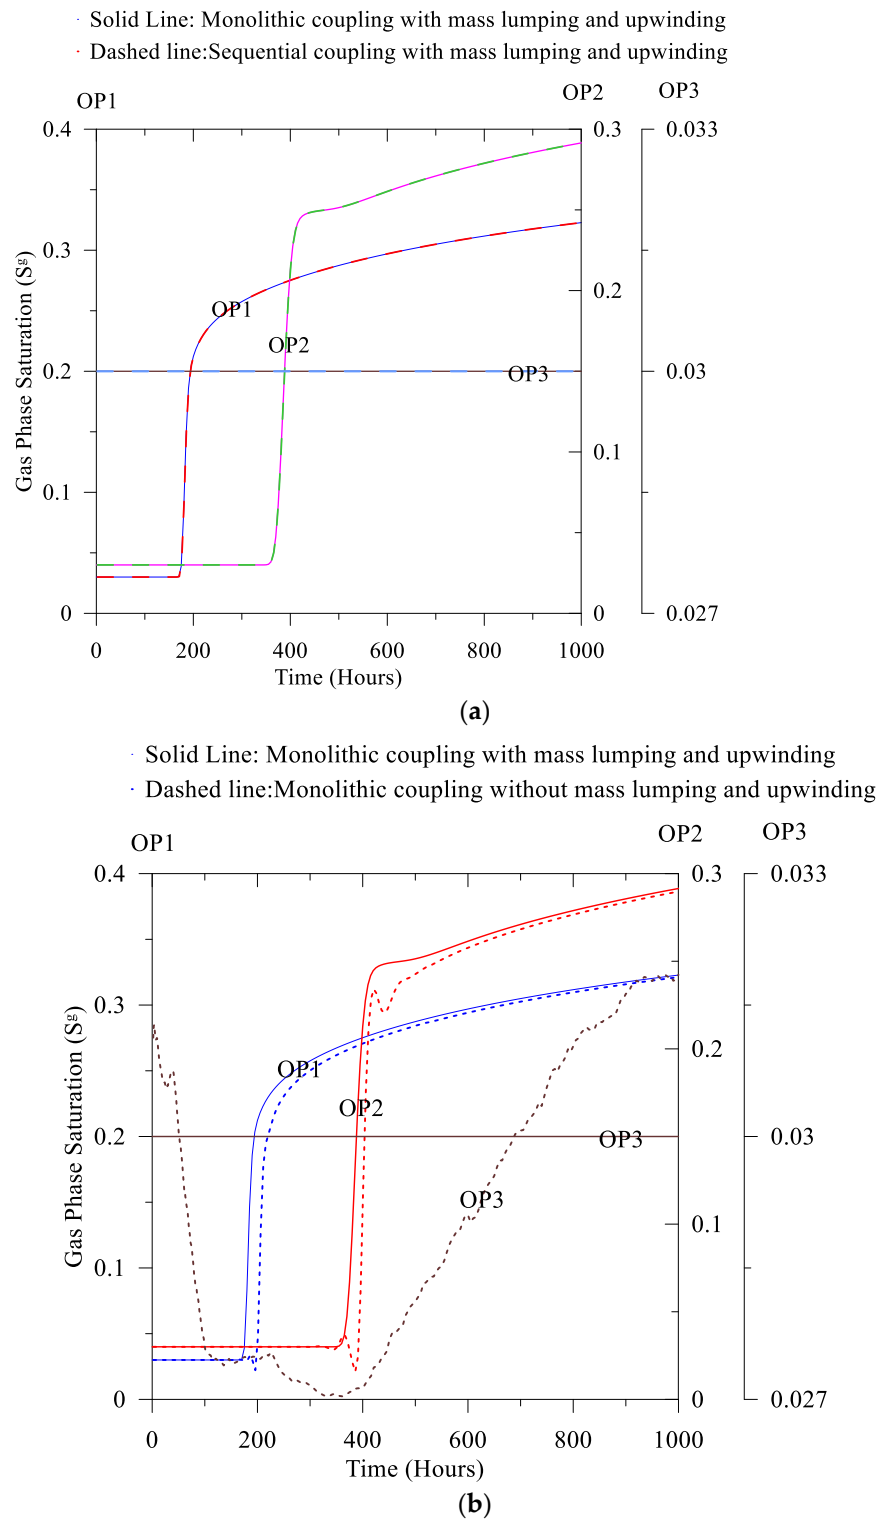 Solid Line: Monolithic coupling with mass lumping and upwinding
Dashed line:Sequential coupling with mass lumping and upwinding
OP1 OP2 OP3
0.4 0.3 0.033
0.3
OP1
0.2
OP2
0.2 OP3 0.03
0.1
0.1
0 0 0.027
Gas Phase Saturation (Sg)
0 200 400 600 800 1000
Time (Hours)
(a)
Solid Line: Monolithic coupling with mass lumping and upwinding
Dashed line:Monolithic coupling without mass lumping and upwinding
OP1 OP2 OP3
0.4 0.3 0.033
0.3
OP1
0.2
OP2
0.2 OP3 0.03
OP3
0.1
0.1
0 0 0.027
Gas Phase Saturation (Sg)
0 200 400 600 800 1000
Time (Hours)
(b)